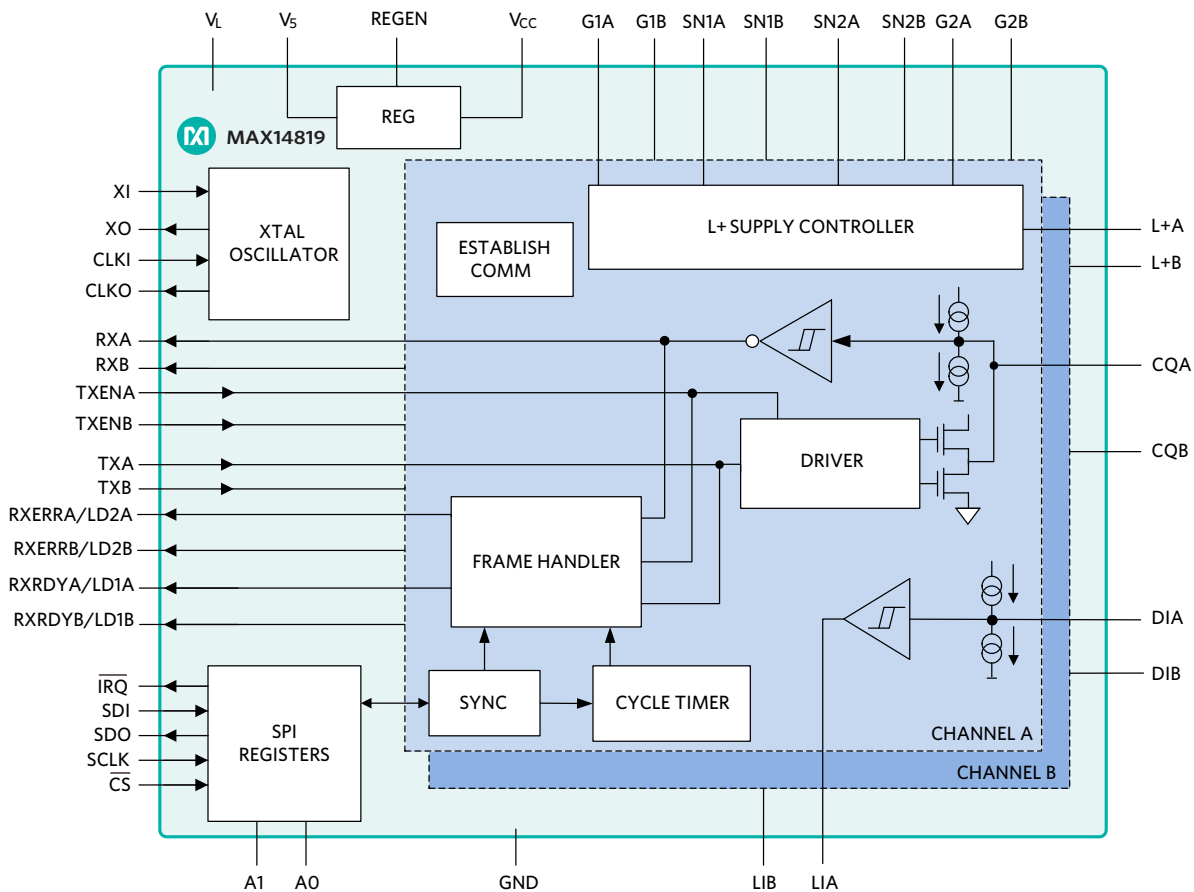 VL V5 REGEN VCC G1A G1B SN1A SN1B SN2A SN2B G2A G2B
REG
MAX14819
XI
XO
CLKI
CLKO
XTAL
OSCILLATOR
ESTABLISH
COMM
L+ SUPPLY CONTROLLER
L+A
L+B
RXA
RXB
TXENA
TXENB
TXA
TXB
RXERRA/LD2A
RXERRB/LD2B
RXRDYA/LD1A
RXRDYB/LD1B
DRIVER
CQA
CQB
FRAME HANDLER
DIA
DIB
IRQ
SDI
SDO
SCLK
CS
SPI
REGISTERS
SYNC
CYCLE TIMER
CHANNEL A
CHANNEL B
A1 A0 GND LIB LIA